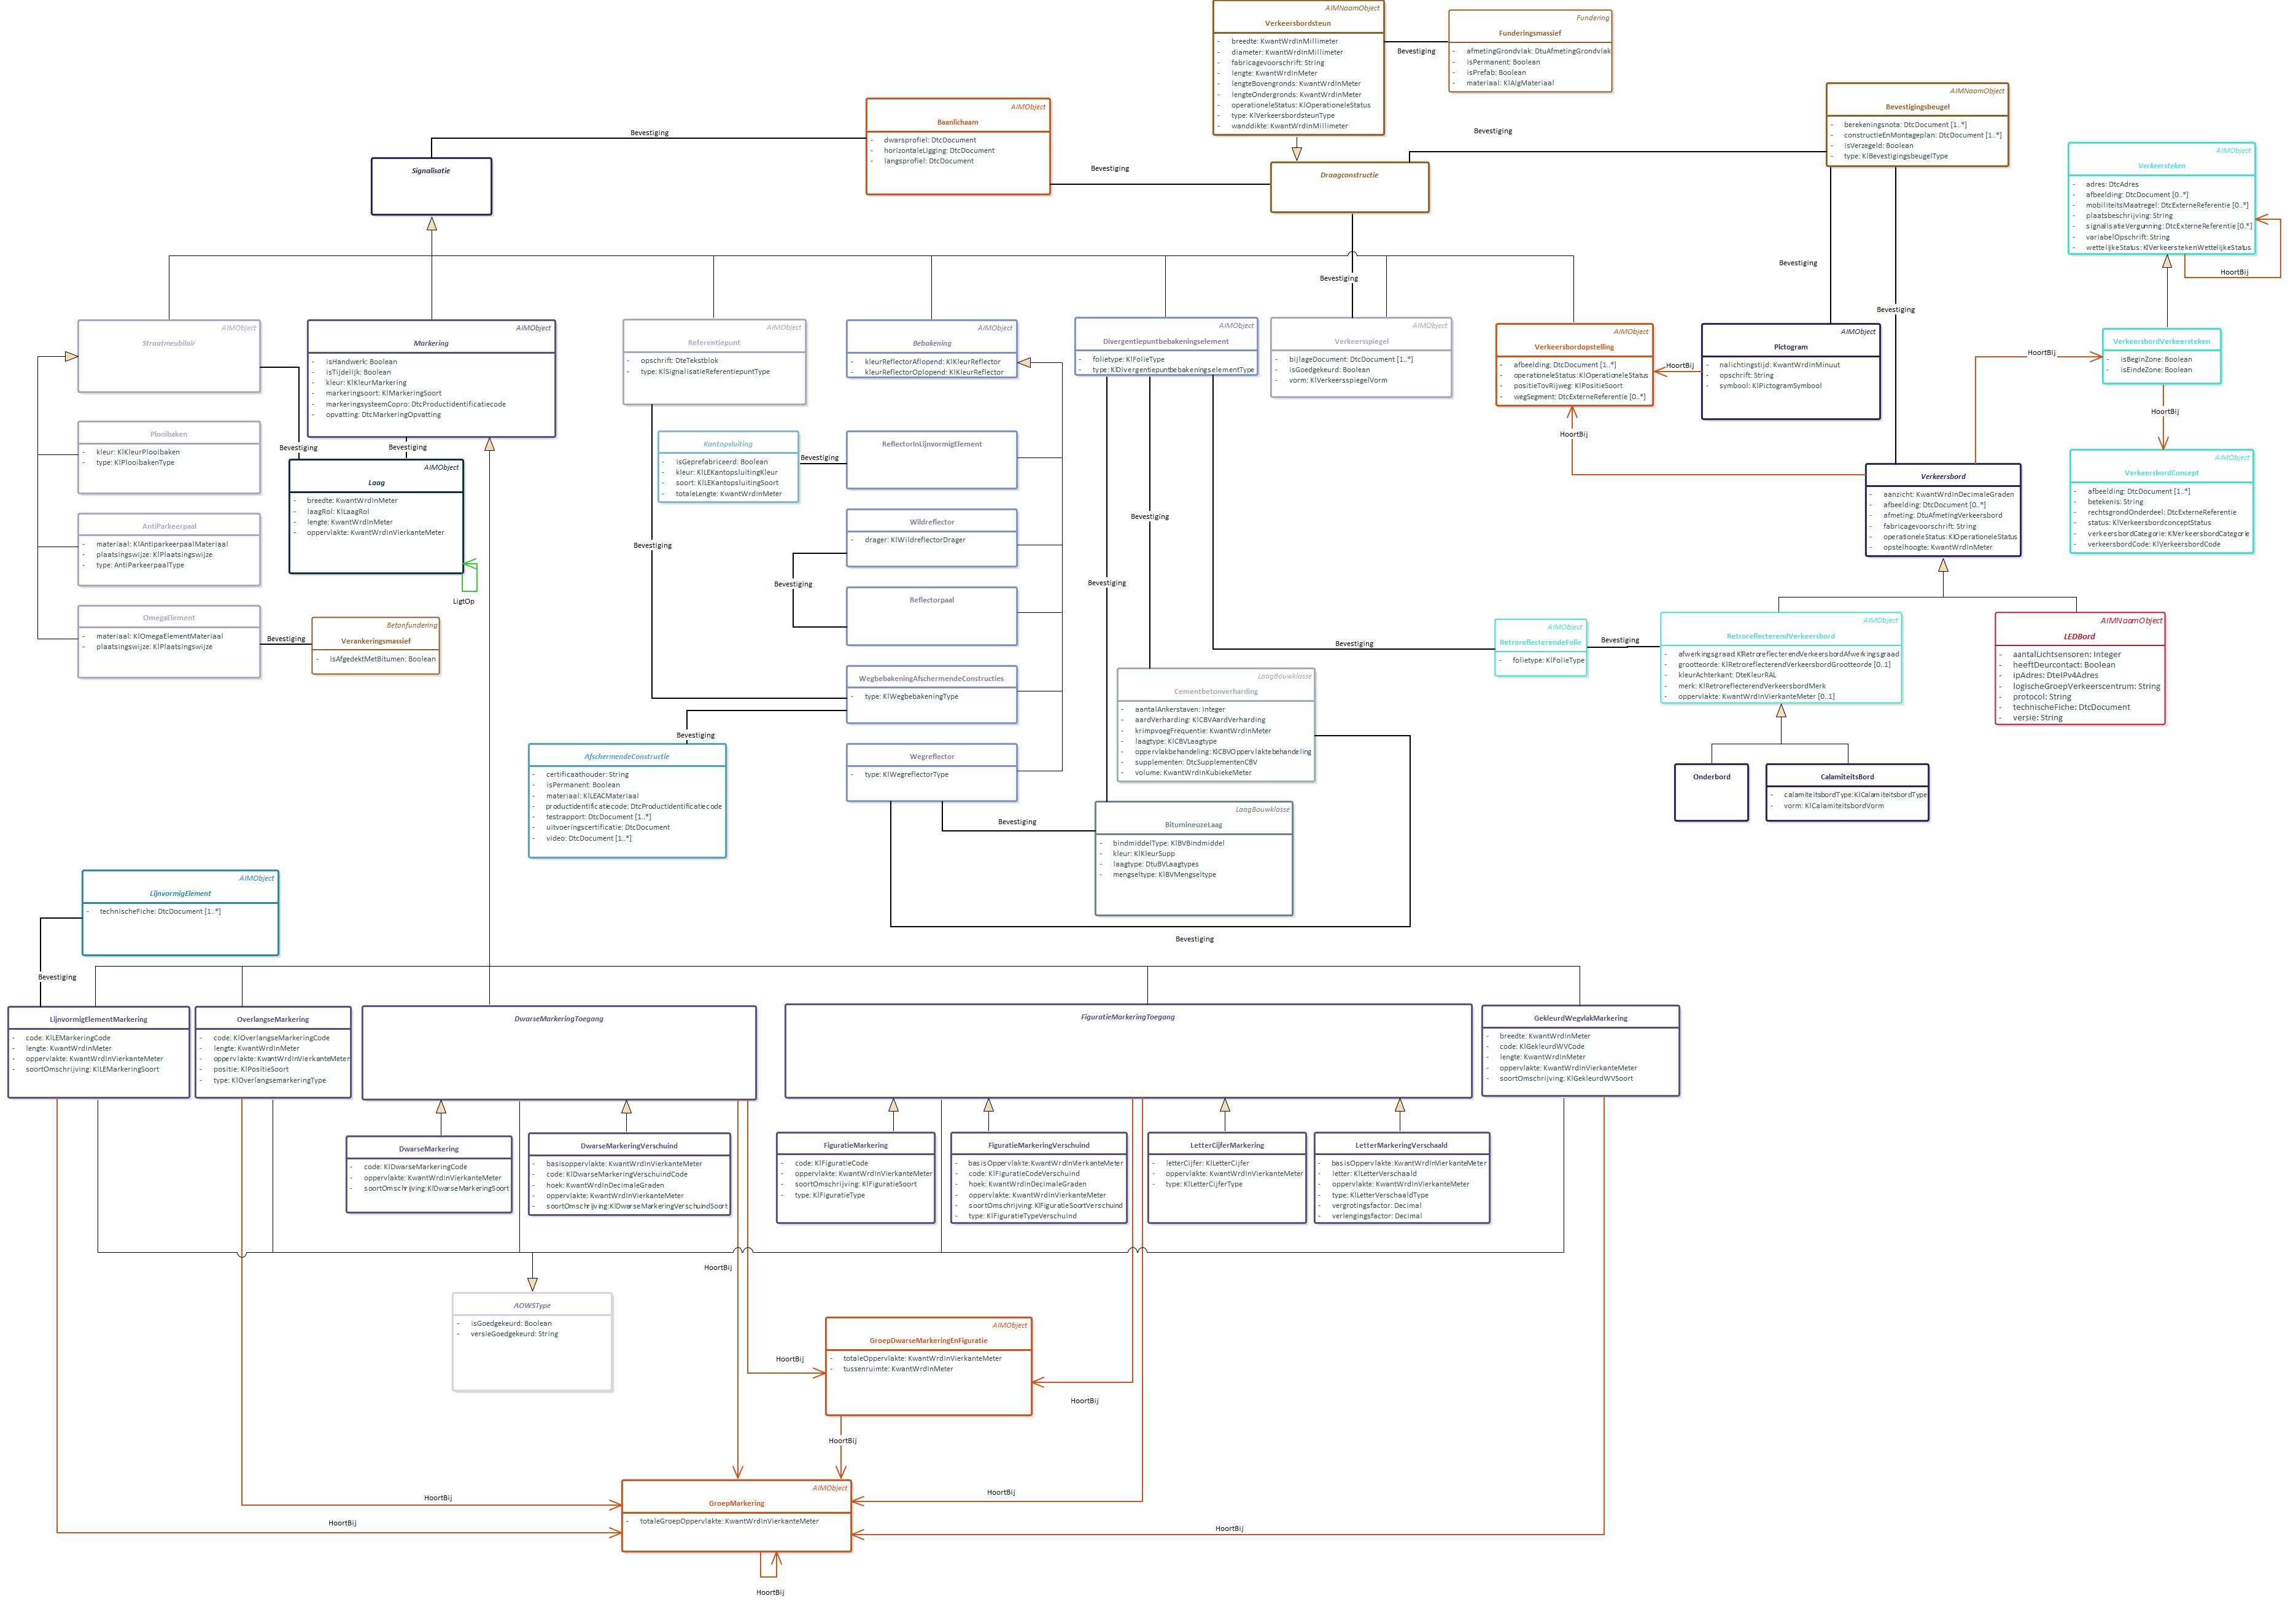 AIMNaamObject
Verkeersbordsteun
- breedte: KwantWrdInMillimeter
- diameter: KwantWrdInMillimeter
- fabricagevoorschrift: String
- lengte: KwantWrdInMeter
- lengteBovengronds: KwantWrdInMeter
- lengteOndergronds: KwantWrdInMeter
- operationeleStatus: KlOperationeleStatus
- type: KlVerkeersbordsteunType
- wanddikte: KwantWrdInMillimeter
Bevestiging
Fundering
Funderingsmassief
- afmetingGrondvlak: DtuAfmetingGrondvlak
- isPermanent: Boolean
- isPrefab: Boolean
- materiaal: KlAlgMateriaal
AIMObject
Baanlichaam
- dwarsprofiel: DtcDocument
- horizontaleLigging: DtcDocument
- langsprofiel: DtcDocument
Bevestiging
Signalisatie
Bevestiging
Draagconstructie
Bevestiging
AIMNaamObject
Bevestigingsbeugel
- berekeningsnota: DtcDocument [1..*]
- constructieEnMontageplan: DtcDocument [1..*]
- isVerzegeld: Boolean
- type: KlBevestigingsbeugelType
AIMObject
Verkeersteken
- adres: DtcAdres
- afbeelding: DtcDocument [0..*]
- mobiliteitsMaatregel: DtcExterneReferentie [0..*]
- plaatsbeschrijving: String
- signalisatieVergunning: DtcExterneReferentie [0..*]
- variabelOpschrift: String
- wettelijkeStatus: KlVerkeerstekenWettelijkeStatus
HoortBij
Bevestiging
Bevestiging
Bevestiging
AIMObject
Straatmeubilair
AIMObject
Markering
- isHandwerk: Boolean
- isTijdelijk: Boolean
- kleur: KlKleurMarkering
- markeringsoort: KlMarkeringSoort
- markeringsysteemCopro: DtcProductidentificatiecode
- opvatting: DtcMarkeringOpvatting
AIMObject
Referentiepunt
- opschrift: DteTekstblok
- type: KlSignalisatieReferentiepuntType
AIMObject
Bebakening
- kleurReflectorAflopend: KlKleurReflector
- kleurReflectorOplopend: KlKleurReflector
AIMObject
Divergentiepuntbebakeningselement
- folietype: KlFolieType
- type: KlDivergentiepuntbebakeningselementType
AIMObject
Verkeersspiegel
- bijlageDocument: DtcDocument [1..*]
- isGoedgekeurd: Boolean
- vorm: KlVerkeersspiegelVorm
AIMObject
Verkeersbordopstelling
- afbeelding: DtcDocument [1..*]
- operationeleStatus: KlOperationeleStatus
- positieTovRijweg: KlPositieSoort
- wegSegment: DtcExterneReferentie [0..*]
HoortBij
AIMObject
Pictogram
- nalichtingstijd: KwantWrdInMinuut
- opschrift: String
- symbool: KlPictogramSymbool
HoortBij
VerkeersbordVerkeersteken
- isBeginZone: Boolean
- isEindeZone: Boolean
HoortBij
HoortBij
AIMObject
VerkeersbordConcept
- afbeelding: DtcDocument [1..*]
- betekenis: String
- rechtsgrondOnderdeel: DtcExterneReferentie
- status: KlVerkeersbordconceptStatus
- verkeersbordCategorie: KlVerkeersbordCategorie
- verkeersbordCode: KlVerkeersbordCode
Verkeersbord
- aanzicht: KwantWrdInDecimaleGraden
- afbeelding: DtcDocument [0..*]
- afmeting: DtuAfmetingVerkeersbord
- fabricagevoorschrift: String
- operationeleStatus: KlOperationeleStatus
- opstelhoogte: KwantWrdInMeter
Plooibaken
- kleur: KlKleurPlooibaken
- type: KlPlooibakenType
Bevestiging
Bevestiging
AIMObject
Laag
- breedte: KwantWrdInMeter
- laagRol: KlLaagRol
- lengte: KwantWrdInMeter
- oppervlakte: KwantWrdInVierkanteMeter
LigtOp
AntiParkeerpaal
- materiaal: KlAntiparkeerpaalMateriaal
- plaatsingswijze: KlPlaatsingswijze
- type: AntiParkeerpaalType
OmegaElement
- materiaal: KlOmegaElementMateriaal
- plaatsingswijze: KlPlaatsingswijze
Bevestiging
Betonfundering
Verankeringsmassief
- isAfgedektMetBitumen: Boolean
Kantopsluiting
- isGeprefabriceerd: Boolean
- kleur: KlLEKantopsluitingKleur
- soort: KlLEKantopsluitingSoort
- totaleLengte: KwantWrdInMeter
Bevestiging
ReflectorInLijnvormigElement
Wildreflector
- drager: KlWildreflectorDrager
Bevestiging
Bevestiging
Reflectorpaal
WegbebakeningAfschermendeConstructies
- type: KlWegbebakeningType
Bevestiging
Wegreflector
- type: KlWegreflectorType
AfschermendeConstructie
- certificaathouder: String
- isPermanent: Boolean
- materiaal: KlLEACMateriaal
- productidentificatiecode: DtcProductidentificatiecode
- testrapport: DtcDocument [1..*]
- uitvoeringscertificatie: DtcDocument
- video: DtcDocument [1..*]
Bevestiging
Bevestiging
Bevestiging
Bevestiging
AIMObject
RetroreflecterendeFolie
- folietype: KlFolieType
Bevestiging
AIMObject
RetroreflecterendVerkeersbord
- afwerkingsgraad:KlRetroreflecterendVerkeersbordAfwerkingsgraad
- grootteorde: KlRetroreflecterendVerkeersbordGrootteorde [0..1]
- kleurAchterkant: DteKleurRAL
- merk: KlRetroreflecterendVerkeersbordMerk
- oppervlakte: KwantWrdInVierkanteMeter [0..1]
AIMNaamObject
LEDBord
- aantalLichtsensoren: Integer
- heeftDeurcontact: Boolean
- ipAdres: DteIPv4Adres
- logischeGroepVerkeerscentrum: String
- protocol: String
- technischeFiche: DtcDocument
- versie: String
Onderbord
CalamiteitsBord
- calamiteitsbordType:KlCalamiteitsbordType
- vorm: KlCalamiteitsbordVorm
LaagBouwklasse
Cementbetonverharding
- aantalAnkerstaven: Integer
- aardVerharding: KlCBVAardVerharding
- krimpvoegFrequentie: KwantWrdInMeter
- laagtype: KlCBVLaagtype
- oppervlakbehandeling: KlCBVOppervlaktebehandeling
- supplementen: DtcSupplementenCBV
- volume: KwantWrdInKubiekeMeter
LaagBouwklasse
BitumineuzeLaag
- bindmiddelType: KlBVBindmiddel
- kleur: KlKleurSupp
- laagtype: DtuBVLaagtypes
- mengseltype: KlBVMengseltype
Bevestiging
AIMObject
LijnvormigElement
- technischeFiche: DtcDocument [1..*]
Bevestiging
LijnvormigElementMarkering
- code: KlLEMarkeringCode
- lengte: KwantWrdInMeter
- oppervlakte: KwantWrdInVierkanteMeter
- soortOmschrijving: KlLEMarkeringSoort
OverlangseMarkering
- code: KlOverlangseMarkeringCode
- lengte: KwantWrdInMeter
- oppervlakte: KwantWrdInVierkanteMeter
- positie: KlPositieSoort
- type: KlOverlangsemarkeringType
DwarseMarkeringToegang
FiguratieMarkeringToegang
GekleurdWegvlakMarkering
- breedte: KwantWrdInMeter
- code: KlGekleurdWVCode
- lengte: KwantWrdInMeter
- oppervlakte: KwantWrdInVierkanteMeter
- soortOmschrijving: KlGekleurdWVSoort
DwarseMarkering
- code: KlDwarseMarkeringCode
- oppervlakte: KwantWrdInVierkanteMeter
- soortOmschrijving:KlDwarseMarkeringSoort
DwarseMarkeringVerschuind
- basisoppervlakte: KwantWrdInVierkanteMeter
- code: KlDwarseMarkeringVerschuindCode
- hoek: KwantWrdInDecimaleGraden
- oppervlakte: KwantWrdInVierkanteMeter
- soortOmschrijving:KlDwarseMarkeringVerschuindSoort
FiguratieMarkering
- code: KlFiguratieCode
- oppervlakte: KwantWrdInVierkanteMeter
- soortOmschrijving: KlFiguratieSoort
- type: KlFiguratieType
FiguratieMarkeringVerschuind
- basisOppervlakte:KwantWrdInVierkanteMeter
- code: KlFiguratieCodeVerschuind
- hoek: KwantWrdInDecimaleGraden
- oppervlakte: KwantWrdInVierkanteMeter
- soortOmschrijving: KlFiguratieSoortVerschuind
- type: KlFiguratieTypeVerschuind
LetterCijferMarkering
- letterCijfer: KlLetterCijfer
- oppervlakte: KwantWrdInVierkanteMeter
- type: KlLetterCijferType
LetterMarkeringVerschaald
- basisOppervlakte:KwantWrdInVierkanteMeter
- letter: KlLetterVerschaald
- oppervlakte: KwantWrdInVierkanteMeter
- type: KlLetterVerschaaldType
- vergrotingsfactor: Decimal
- verlengingsfactor: Decimal
HoortBij
AOWSType
- isGoedgekeurd: Boolean
- versieGoedgekeurd: String
AIMObject
GroepDwarseMarkeringEnFiguratie
- totaleOppervlakte: KwantWrdInVierkanteMeter
- tussenruimte: KwantWrdInMeter
HoortBij
HoortBij
HoortBij
AIMObject
GroepMarkering
- totaleGroepOppervlakte: KwantWrdInVierkanteMeter
HoortBij
HoortBij
HoortBij
HoortBij
HoortBij